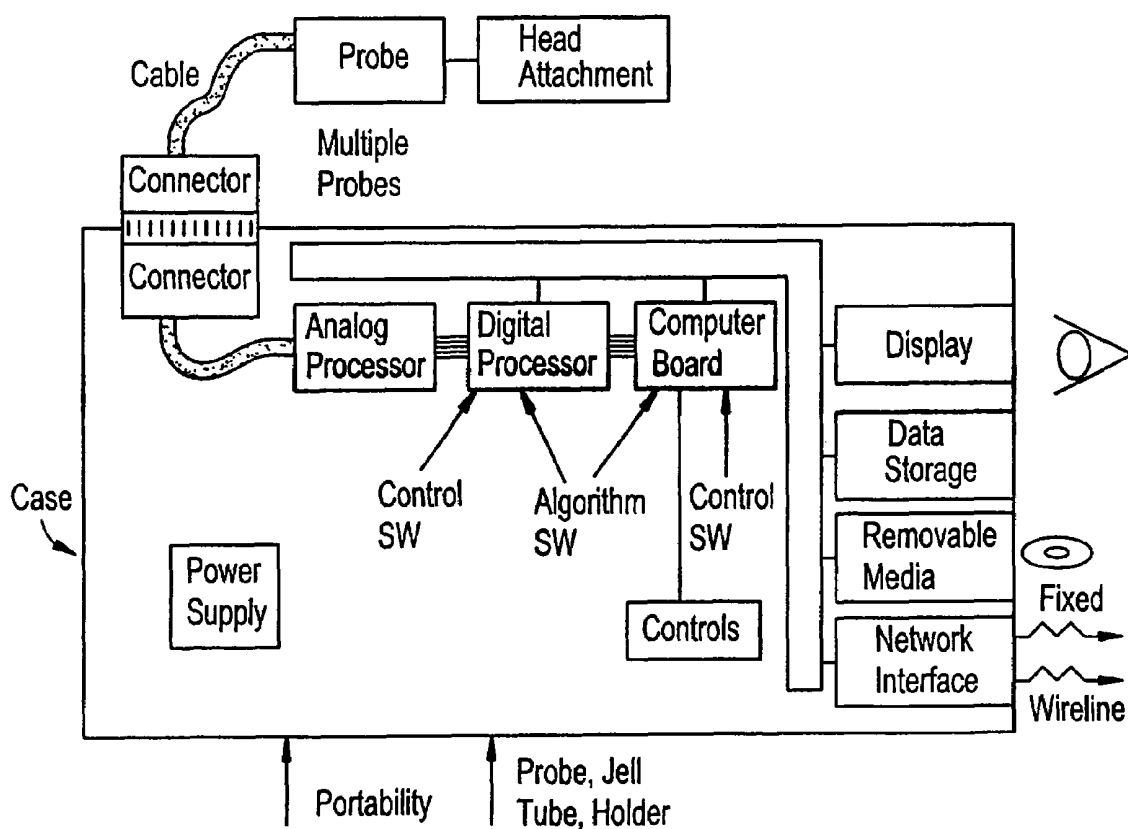 Cable
Probe
Head
Attachment
Multiple
Probes
Connector
Connector
Analog
Processor
Digital
Processor
Computer
Board
Display
Data
Storage
Control
SW
Algorithm
SW
Control
SW
Case
Power
Supply
Controls
Removable
Media
Fixed
Network
Interface
Wireline
Portability
Probe, Jell
Tube, Holder